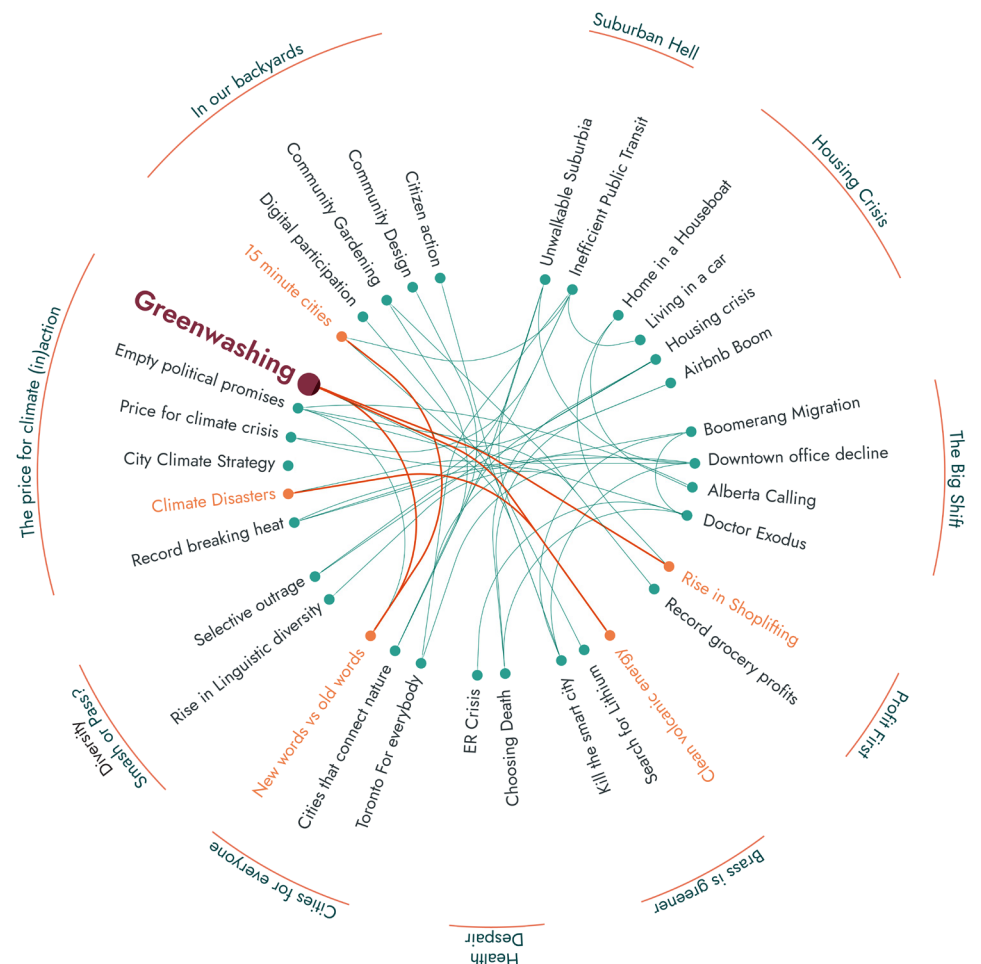 Suburban Hell
In our backyards
Housing Crisis
The Big Shift
Profit First
Brass is greener
Health
Despair
Cities for everyone
Diversity
Smash or Pass?
The price for climate (in)action
Citizen action
Community Design
Community Gardening
Digital participation
15 minute cities
Greenwashing
Empty political promises
Price for climate crisis
City Climate Strategy
Climate Disasters
Record breaking heat
Selective outrage
Rise in Linguistic diversity
New words vs old words
Cities that connect nature
Toronto For everybody
ER Crisis
Choosing Death
Kill the smart city
Search for Lithium
Clean volcanic energy
Record grocery profits
Rise in Shoplifting
Doctor Exodus
Alberta Calling
Downtown office decline
Boomerang Migration
Airbnb Boom
Housing crisis
Living in a car
Home in a Houseboat
Inefficient Public Transit
Unwalkable Suburbia